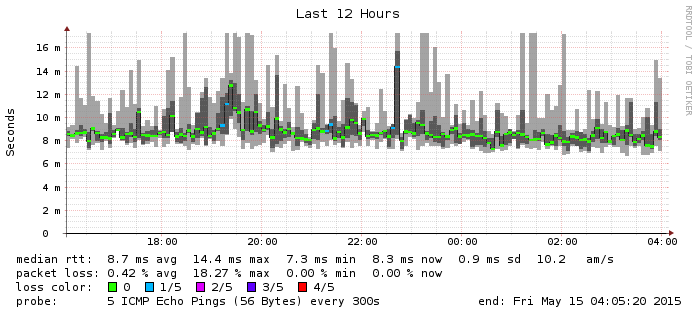 Last 12 Hours
RRDTOOL / TOBI OETIKER
Seconds
16 m
14 m
12 m
10 m
8 m
6 m
4 m
2 m
0
18:00 20:00 22:00 00:00 02:00 04:00
median rtt: 8.7 ms avg 14.4 ms max 7.3 ms min 8.3 ms now 0.9 ms sd 10.2 am/s
packet loss: 0.42 % avg 18.27 % max 0.00 % min 0.00 % now
loss color: 0 1/5 2/5 3/5 4/5
probe: 5 ICMP Echo Pings (56 Bytes) every 300s end: Fri May 15 04:05:20 2015